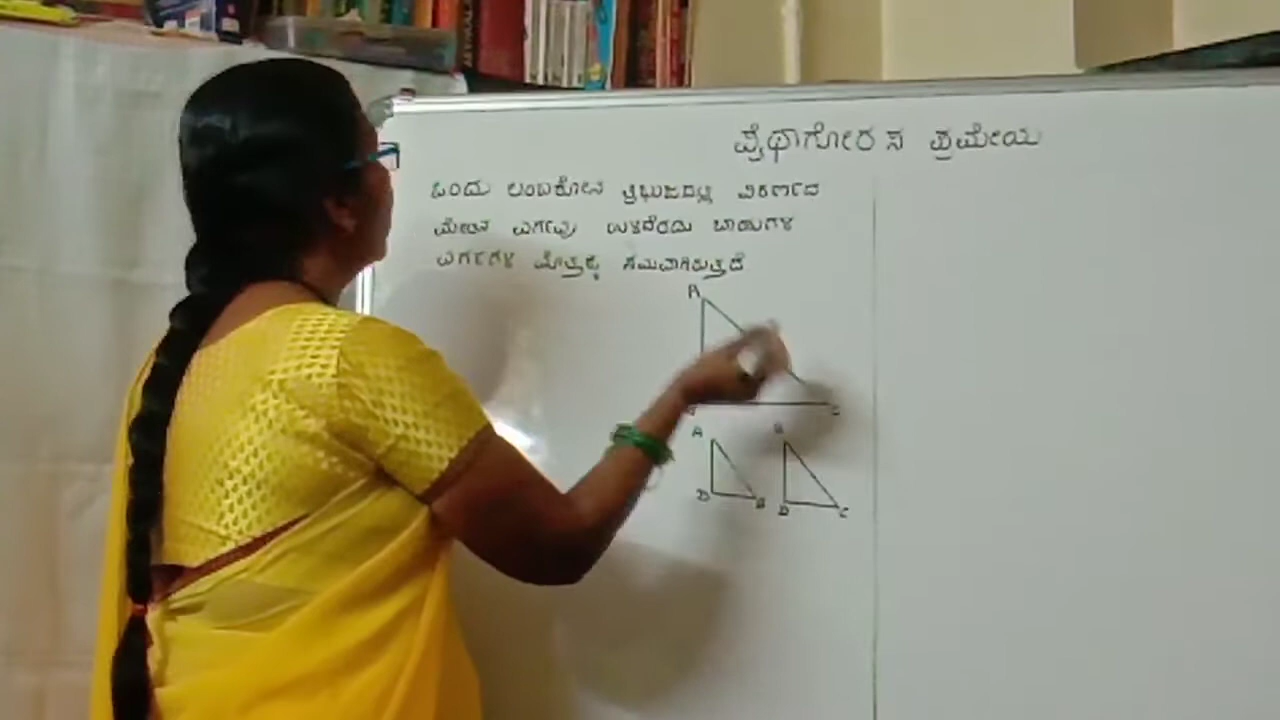 ಪೈಥಾಗೋರಸ ಪ್ರಮೇಯ
ಒಂದು ಲಂಬಕೋನ ತ್ರಿಭುಜದಲ್ಲಿ ವಿಕರ್ಣದ
ಮೇಲಿನ ವರ್ಗವು ಉಳಿದೆರಡು ಬಾಹುಗಳ
ವರ್ಗಗಳ ಮೊತ್ತಕ್ಕೆ ಸಮವಾಗಿರುತ್ತದೆ
A
C
A B
D B D C